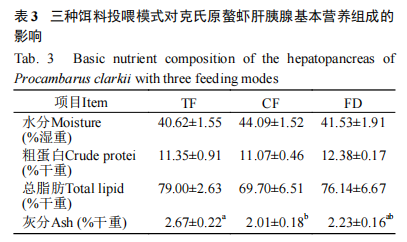 表 3 三种饵料投喂模式对克氏原螯虾肝胰腺基本营养组成的
影响
Tab. 3 Basic nutrient composition of the hepatopancreas of
Procambarus clarkii with three feeding modes
项目Item TF CF FD
水分Moisture
(%湿重) 40.62±1.55 44.09±1.52 41.53±1.91
粗蛋白Crude protei
(%干重) 11.35±0.91 11.07±0.46 12.38±0.17
总脂肪Total lipid
(%干重) 79.00±2.63 69.70±6.51 76.14±6.67
灰分Ash (%干重) 2.67±0.22ᵃ 2.01±0.18ᵇ 2.23±0.16ᵃᵇ